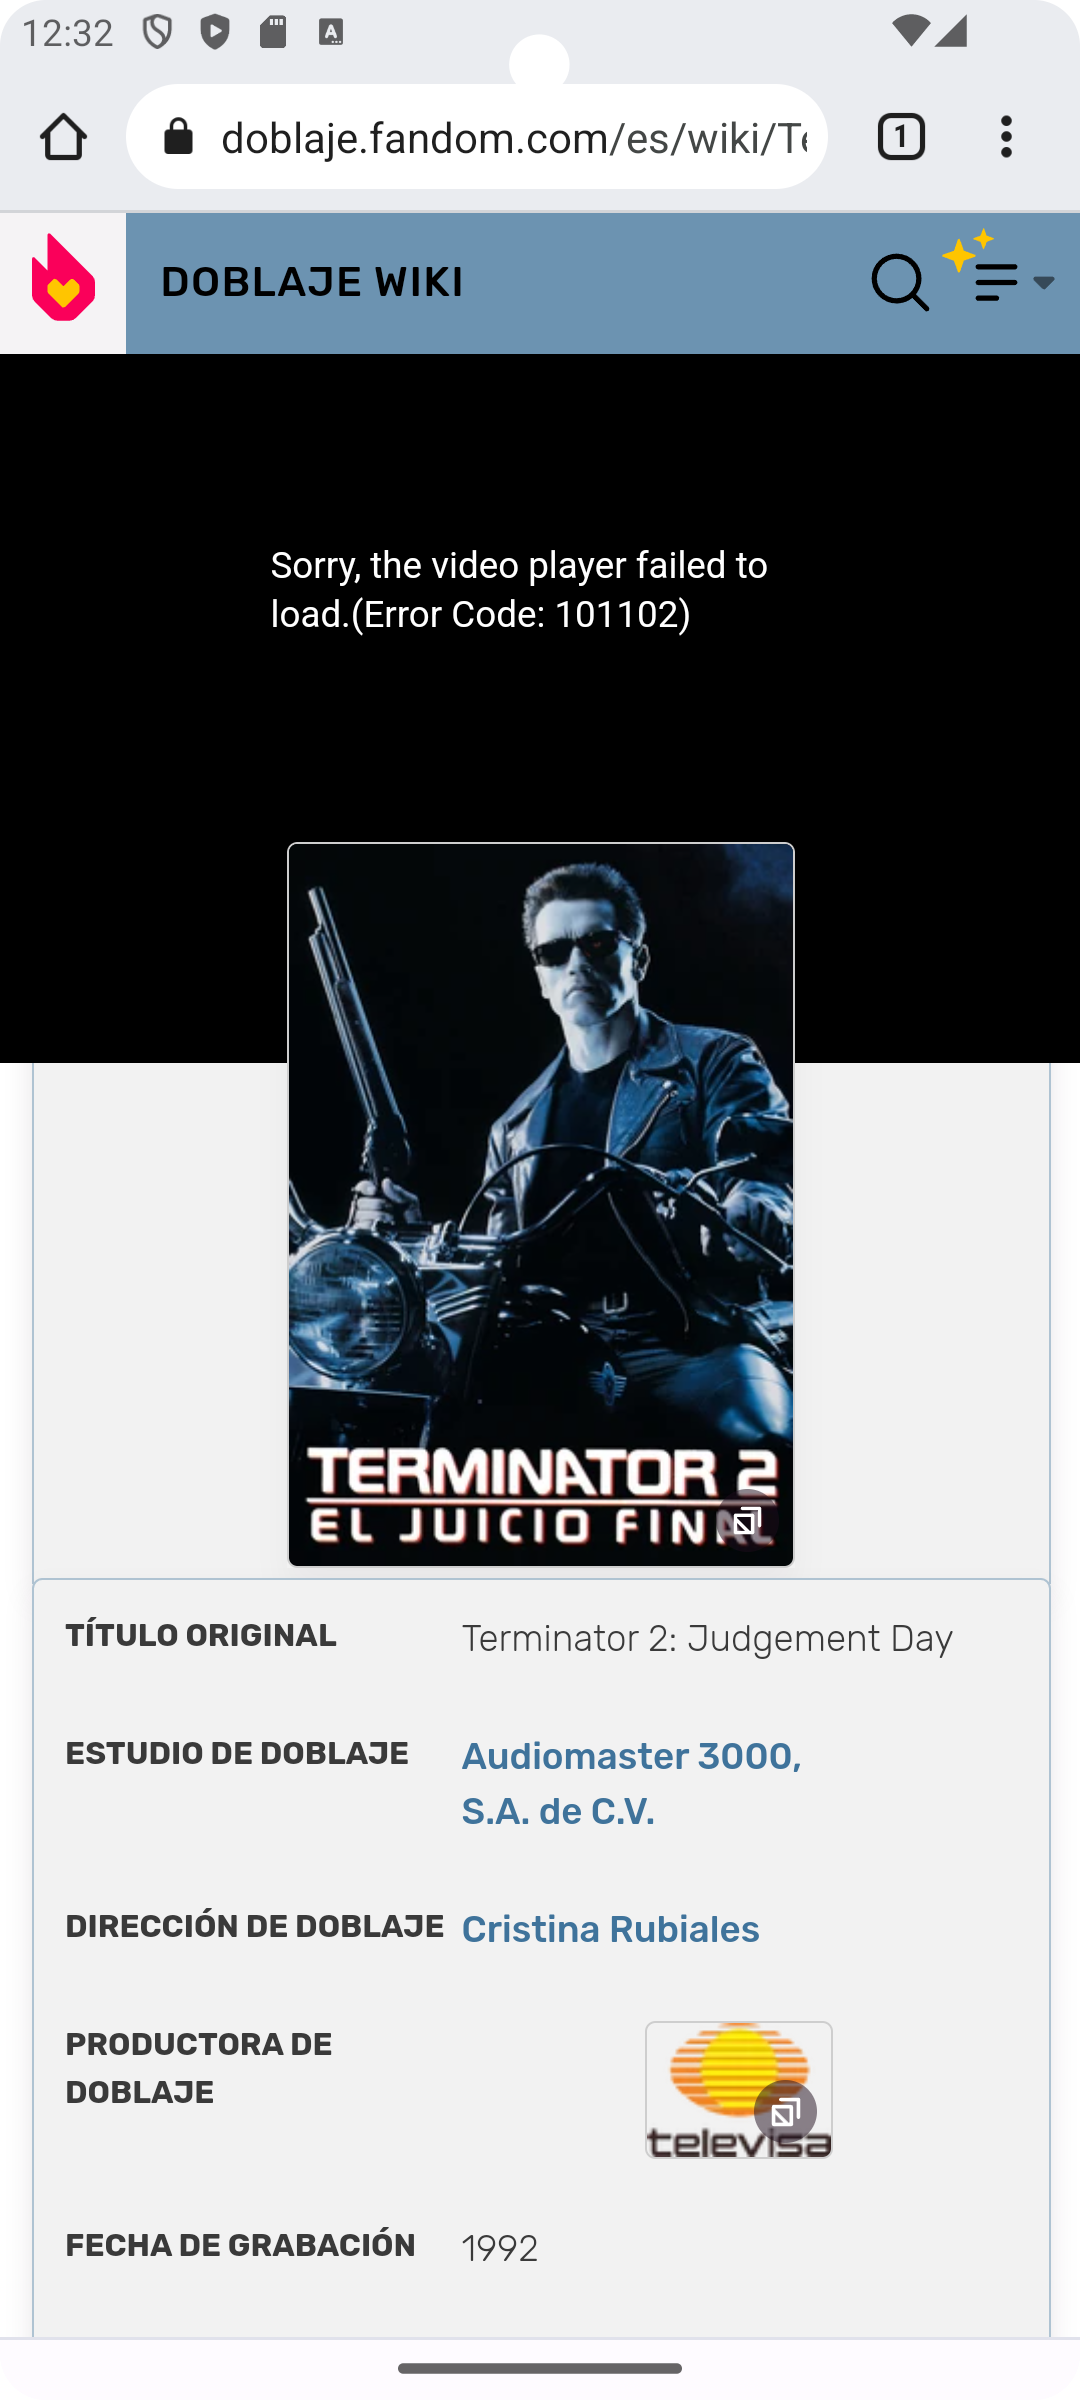 12:32
doblaje.fandom.com/es/wiki/Te
1
DOBLAJE WIKI
Sorry, the video player failed to
load.(Error Code: 101102)
TERMINATOR 2
EL JUICIO FINAL
TÍTULO ORIGINAL
Terminator 2: Judgement Day
ESTUDIO DE DOBLAJE
Audiomaster 3000,
S.A. de C.V.
DIRECCIÓN DE DOBLAJE
Cristina Rubiales
PRODUCTORA DE
DOBLAJE
televisa
FECHA DE GRABACIÓN
1992